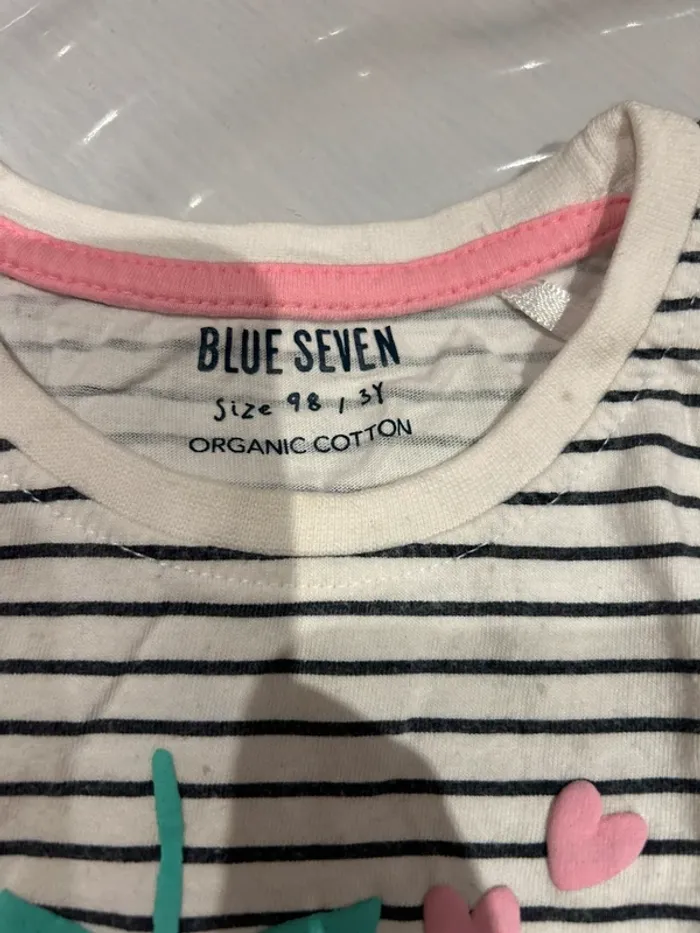 BLUE SEVEN
Size 98 / 3Y
ORGANIC COTTON